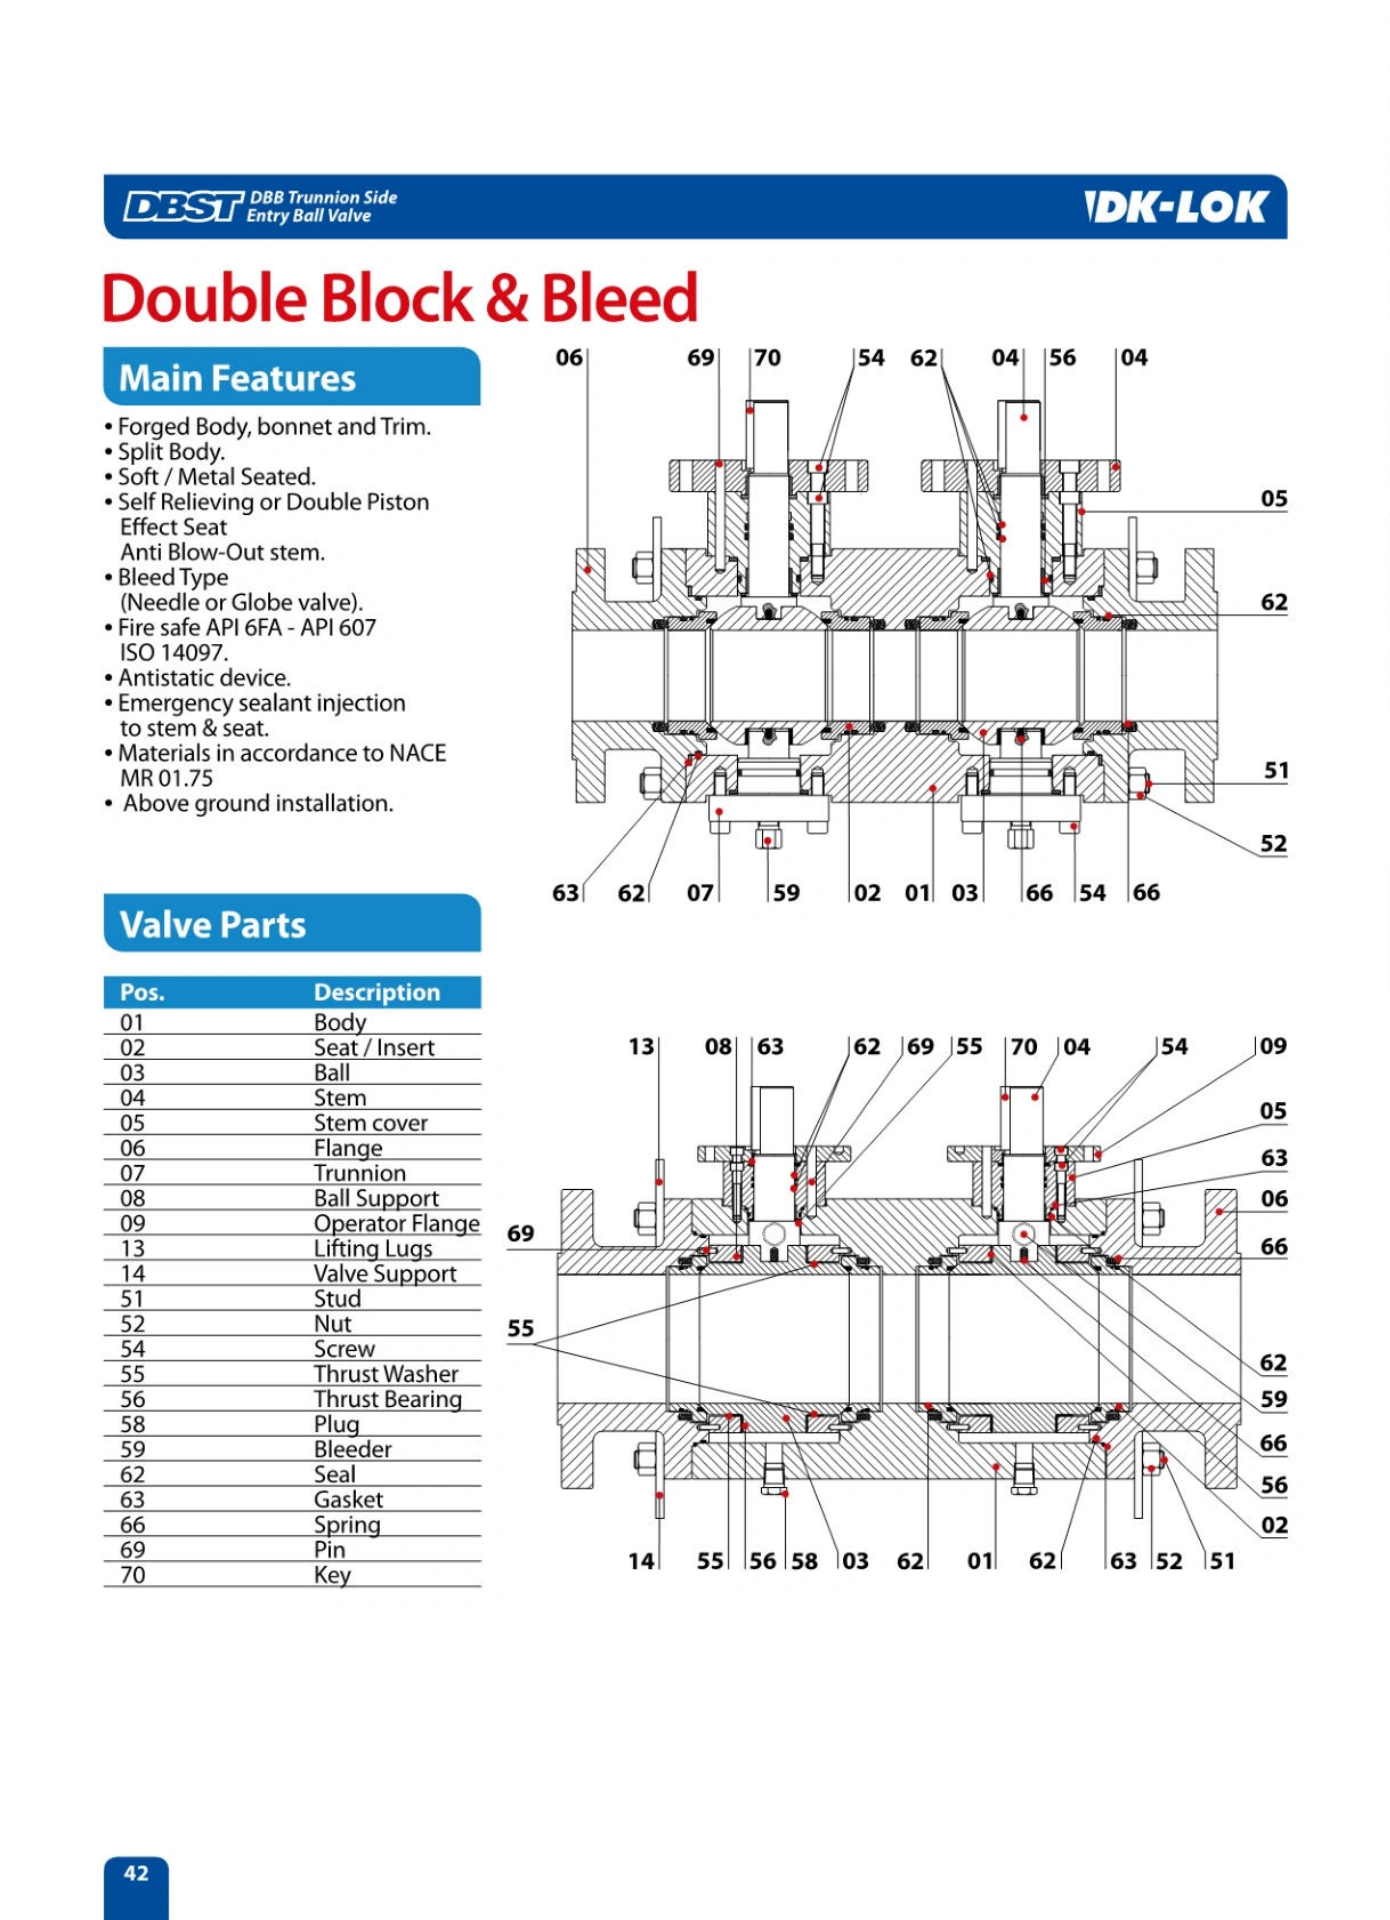 DBST DBB Trunnion Side
Entry Ball Valve
DK-LOK
Double Block & Bleed
Main Features
• Forged Body, bonnet and Trim.
• Split Body.
• Soft / Metal Seated.
• Self Relieving or Double Piston
Effect Seat
Anti Blow-Out stem.
• Bleed Type
(Needle or Globe valve).
• Fire safe API 6FA - API 607
ISO 14097.
• Antistatic device.
• Emergency sealant injection
to stem & seat.
• Materials in accordance to NACE
MR 01.75
• Above ground installation.
06 69 70 54 62 04 56 04
05
62
51
52
63 62 07 59 02 01 03 66 54 66
Valve Parts
Pos. Description
01 Body
02 Seat / Insert
03 Ball
04 Stem
05 Stem cover
06 Flange
07 Trunnion
08 Ball Support
09 Operator Flange
13 Lifting Lugs
14 Valve Support
51 Stud
52 Nut
54 Screw
55 Thrust Washer
56 Thrust Bearing
58 Plug
59 Bleeder
62 Seal
63 Gasket
66 Spring
69 Pin
70 Key
13 08 63 62 69 55 70 04 54 09
05
63
06
69
66
55
62
59
66
56
02
14 55 56 58 03 62 01 62 63 52 51
42